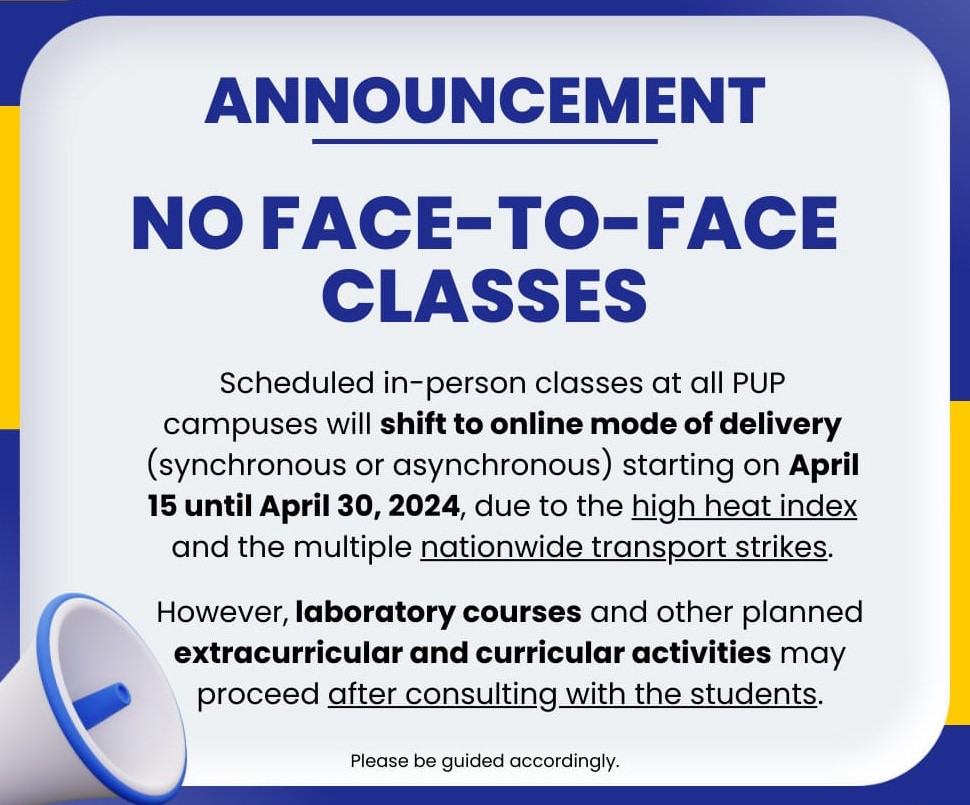 ANNOUNCEMENT
NO FACE-TO-FACE
CLASSES
Scheduled in-person classes at all PUP
campuses will shift to online mode of delivery
(synchronous or asynchronous) starting on April
15 until April 30, 2024, due to the high heat index
and the multiple nationwide transport strikes.
However, laboratory courses and other planned
extracurricular and curricular activities may
proceed after consulting with the students.
Please be guided accordingly.